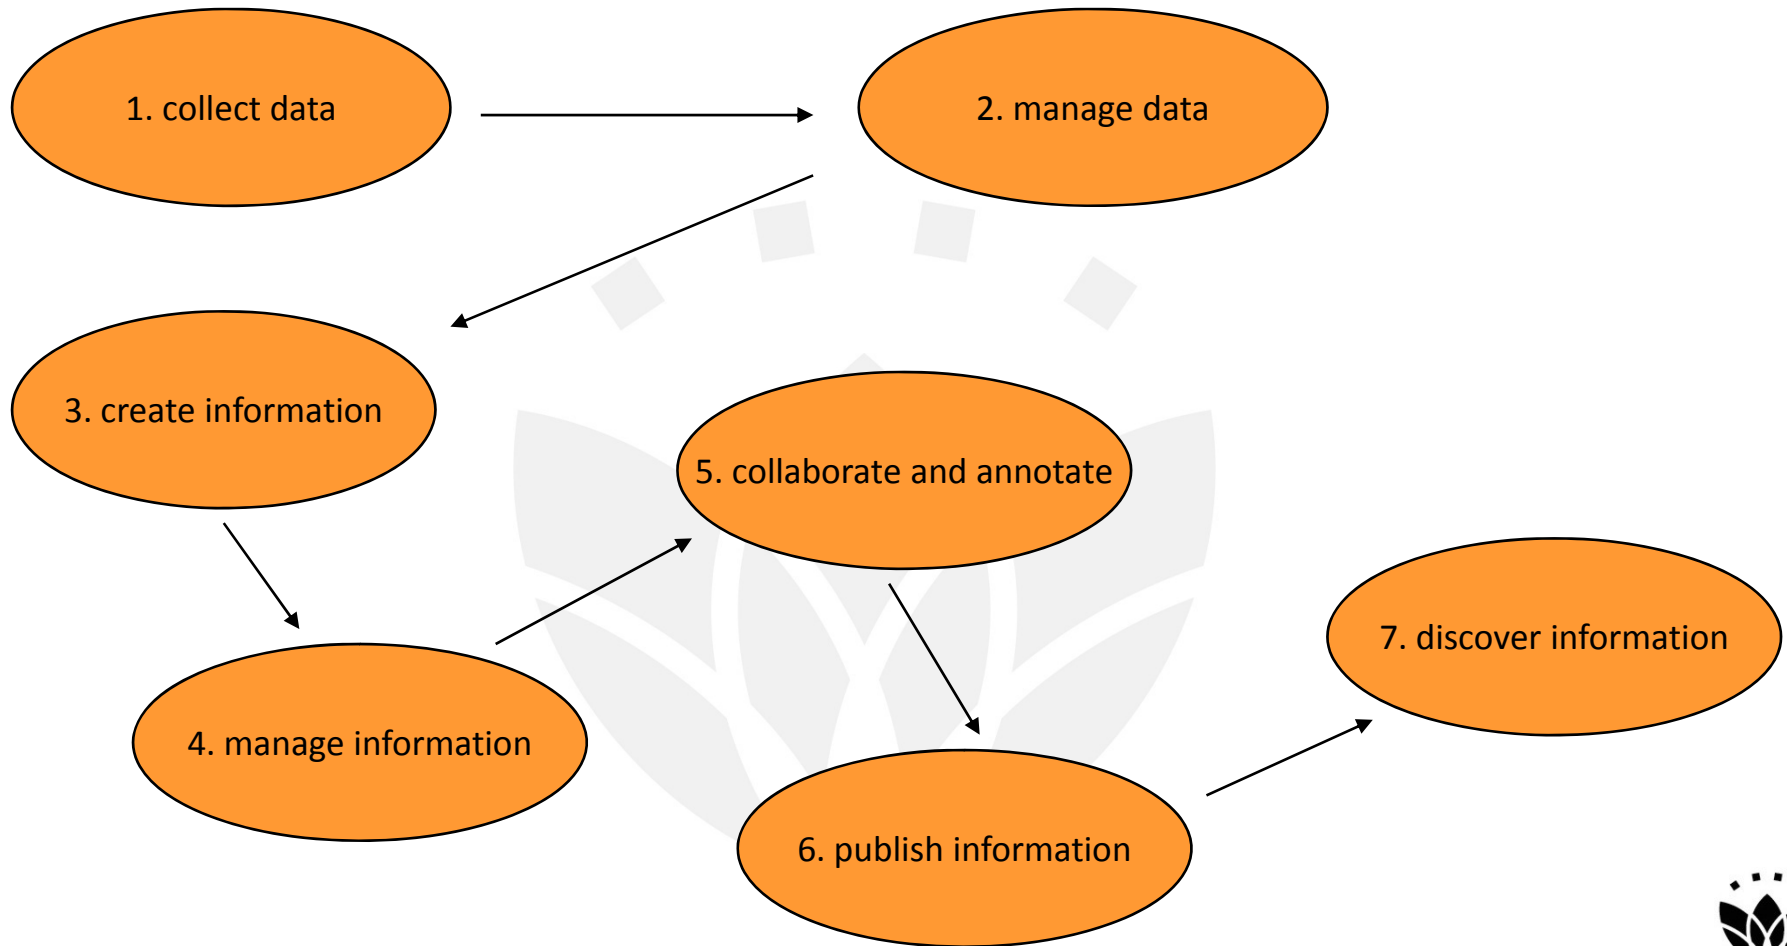 1. collect data
2. manage data
3. create information
5. collaborate and annotate
7. discover information
4. manage information
6. publish information